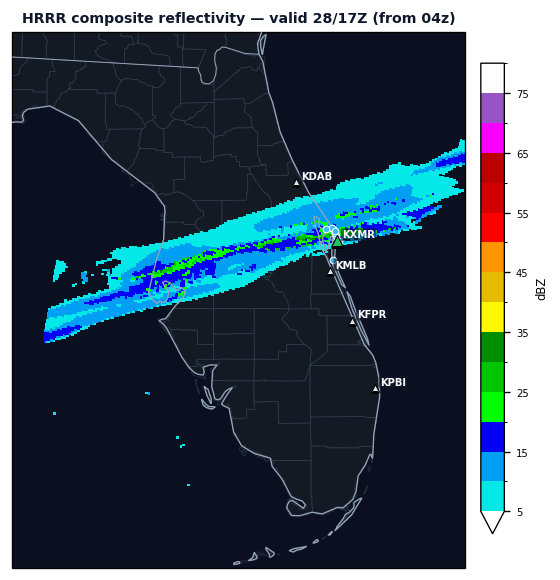 HRRR composite reflectivity — valid 28/17Z (from 04z)
KDAB
KXMR
KMLB
KFPR
KPBI
75
65
55
45
35
25
15
5
dBZ